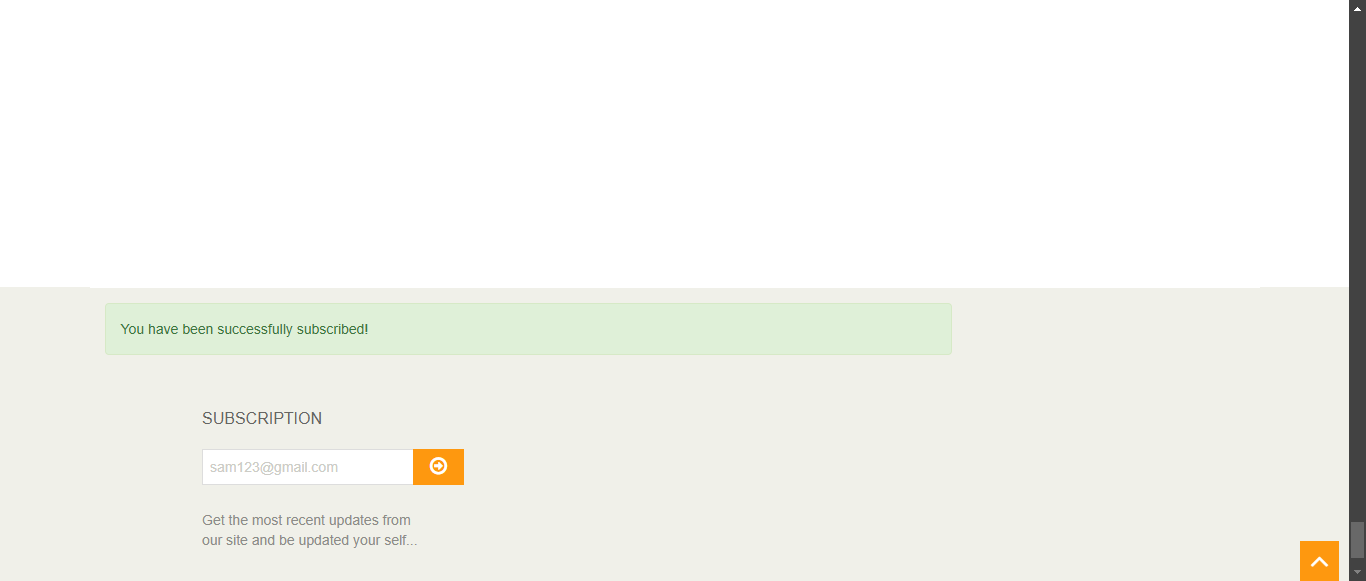 You have been successfully subscribed!
SUBSCRIPTION
sam123@gmail.com
Get the most recent updates from
our site and be updated your self...